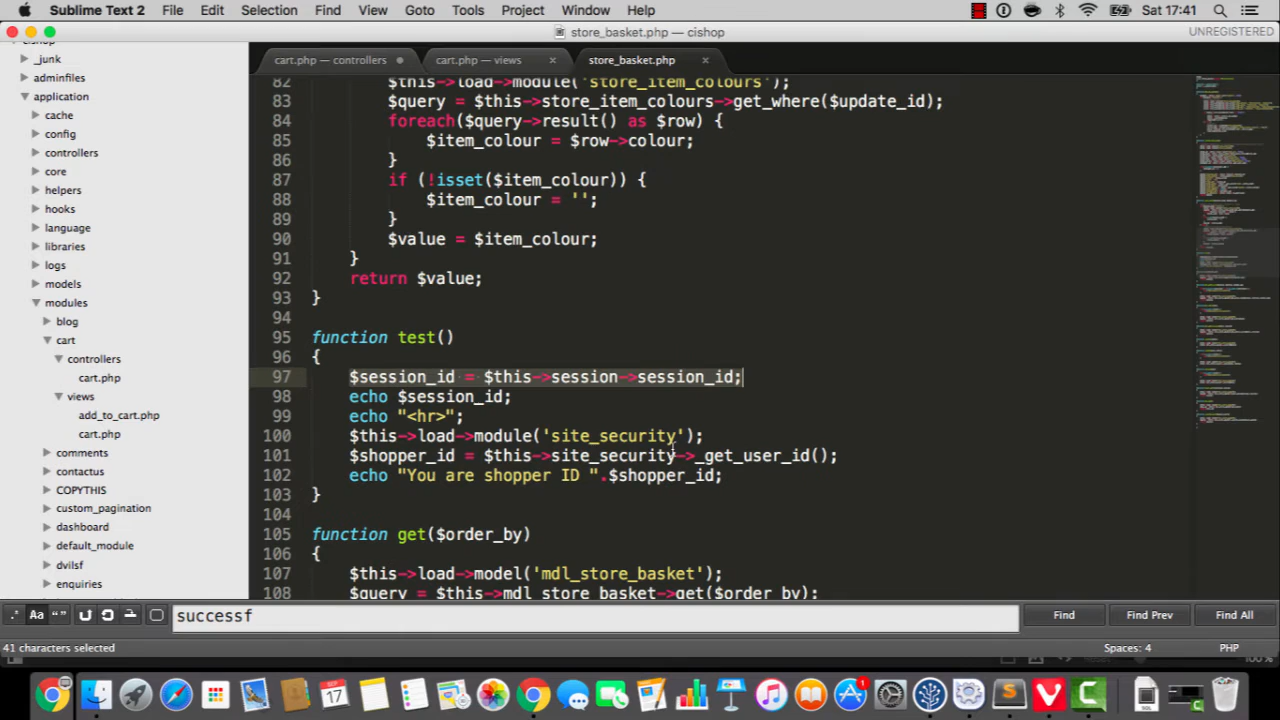 Sublime Text 2 File Edit Selection Find View Goto Tools Project Window Help Sat 17:41
store_basket.php — cishop UNREGISTERED
cishop
_junk
adminfiles
application
cache
config
controllers
core
helpers
hooks
language
libraries
logs
models
modules
blog
cart
controllers
cart.php
views
add_to_cart.php
cart.php
comments
COPYTHIS
custom_pagination
dashboard
default_module
dvilsf
enquiries
cart.php — controllers cart.php — views store_basket.php
82 $this->load->module('store_item_colours');
83 $query = $this->store_item_colours->get_where($update_id);
84 foreach($query->result() as $row) {
85 $item_colour = $row->colour;
86 }
87 if (!isset($item_colour)) {
88 $item_colour = '';
89 }
90 $value = $item_colour;
91 }
92 return $value;
93 }
94
95 function test()
96 {
97 $session_id = $this->session->session_id;
98 echo $session_id;
99 echo "<hr>";
100 $this->load->module('site_security');
101 $shopper_id = $this->site_security->_get_user_id();
102 echo "You are shopper ID ".$shopper_id;
103 }
104
105 function get($order_by)
106 {
107 $this->load->model('mdl_store_basket');
108 $query = $this->mdl_store_basket->get($order_by);
.* Aa “” successf Find Find Prev Find All
41 characters selected Spaces: 4 PHP
100%
17
1